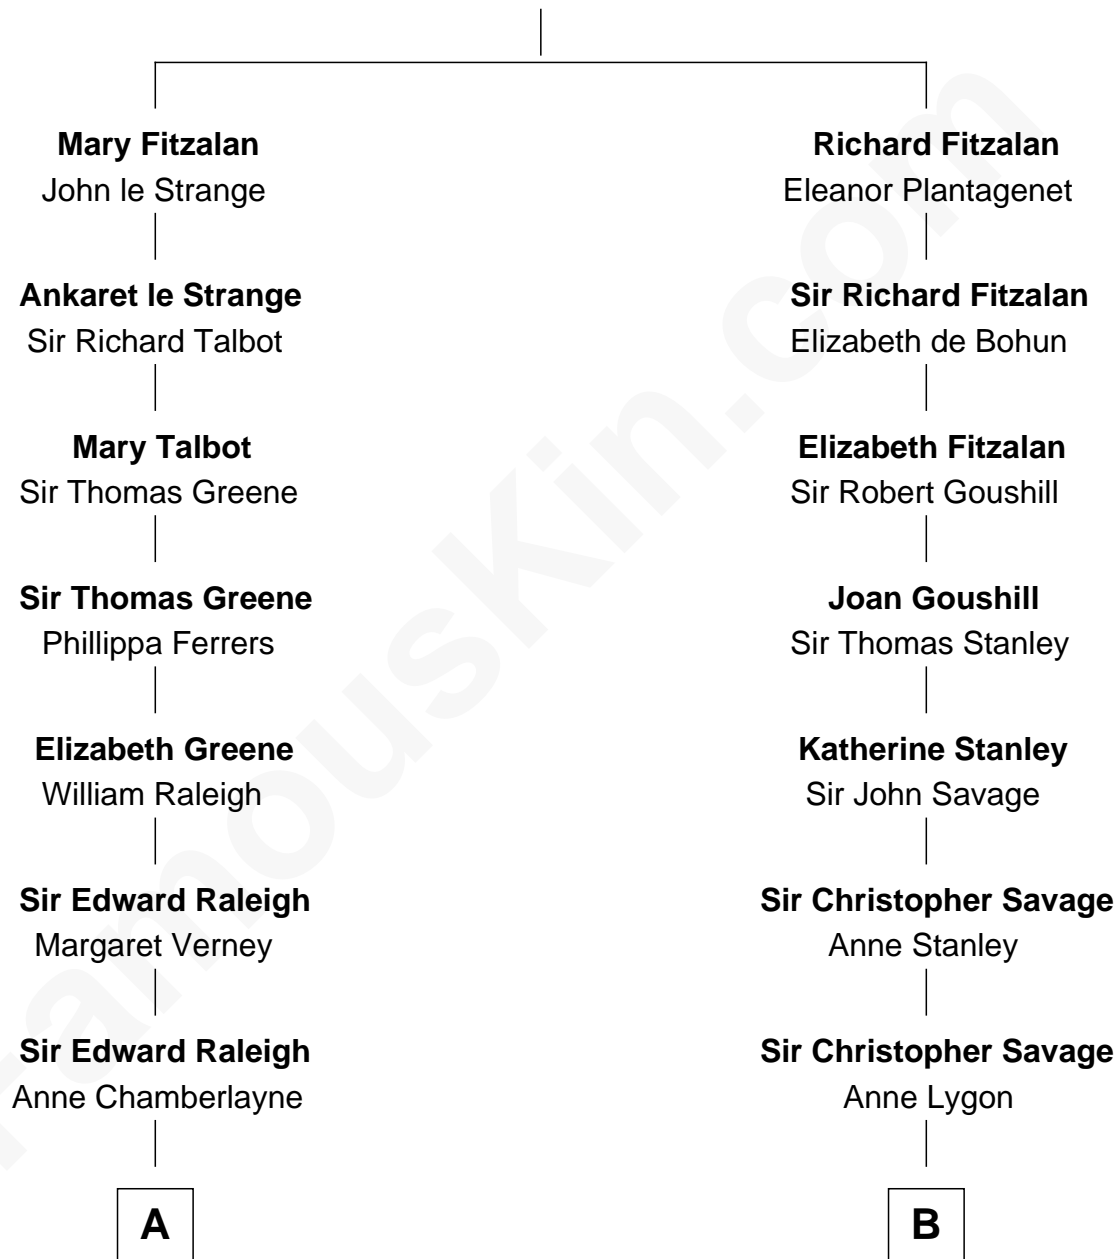 Mary Fitzalan
John le Strange
Richard Fitzalan
Eleanor Plantagenet
Ankaret le Strange
Sir Richard Talbot
Sir Richard Fitzalan
Elizabeth de Bohun
Mary Talbot
Sir Thomas Greene
Elizabeth Fitzalan
Sir Robert Goushill
Sir Thomas Greene
Phillippa Ferrers
Joan Goushill
Sir Thomas Stanley
Elizabeth Greene
William Raleigh
Katherine Stanley
Sir John Savage
Sir Edward Raleigh
Margaret Verney
Sir Christopher Savage
Anne Stanley
Sir Edward Raleigh
Anne Chamberlayne
Sir Christopher Savage
Anne Lygon
A
B
FamousKin.com